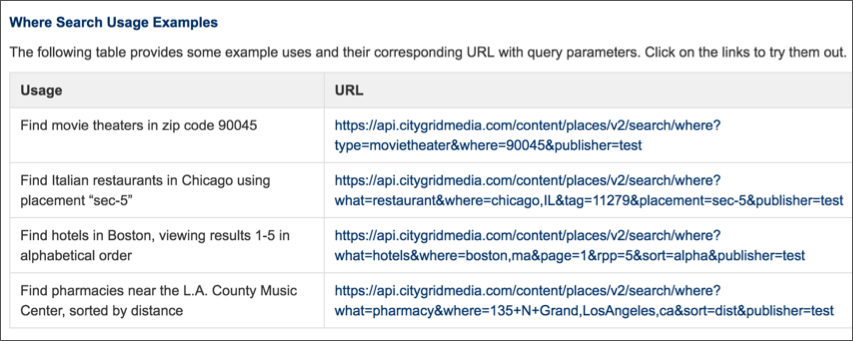 Where Search Usage Examples
The following table provides some example uses and their corresponding URL with query parameters. Click on the links to try them out.
Usage
URL
Find movie theaters in zip code 90045
https://api.citygridmedia.com/content/places/v2/search/where?
type=movietheater&where=90045&publisher=test
Find Italian restaurants in Chicago using
placement “sec-5”
https://api.citygridmedia.com/content/places/v2/search/where?
what=restaurant&where=chicago,IL&tag=11279&placement=sec-5&publisher=test
Find hotels in Boston, viewing results 1-5 in
alphabetical order
https://api.citygridmedia.com/content/places/v2/search/where?
what=hotels&where=boston,ma&page=1&rpp=5&sort=alpha&publisher=test
Find pharmacies near the L.A. County Music
Center, sorted by distance
https://api.citygridmedia.com/content/places/v2/search/where?
what=pharmacy&where=135+N+Grand,LosAngeles,ca&sort=dist&publisher=test